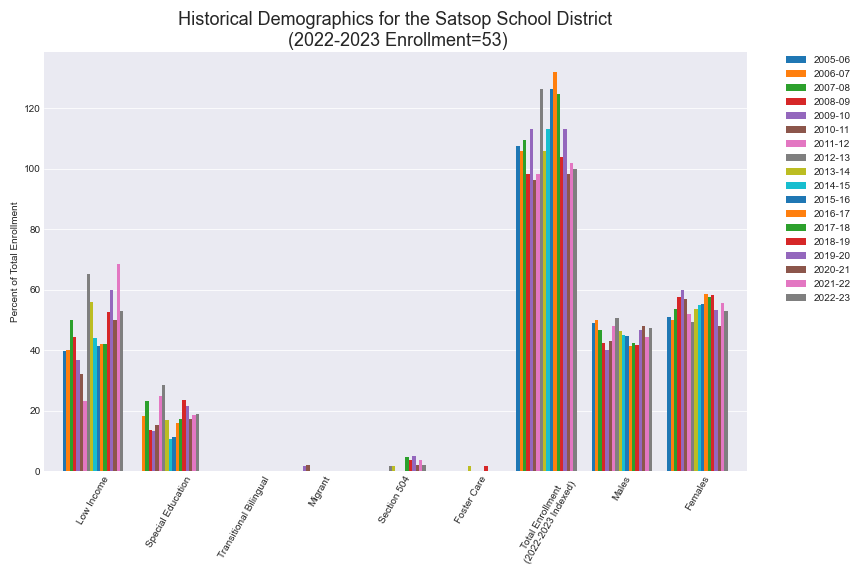 Historical Demographics for the Satsop School District
(2022-2023 Enrollment=53)
Percent of Total Enrollment
120
100
80
60
40
20
0
Low Income
Special Education
Transitional Bilingual
Migrant
Section 504
Foster Care
Total Enrollment
(2022-2023 Indexed)
Males
Females
2005-06
2006-07
2007-08
2008-09
2009-10
2010-11
2011-12
2012-13
2013-14
2014-15
2015-16
2016-17
2017-18
2018-19
2019-20
2020-21
2021-22
2022-23